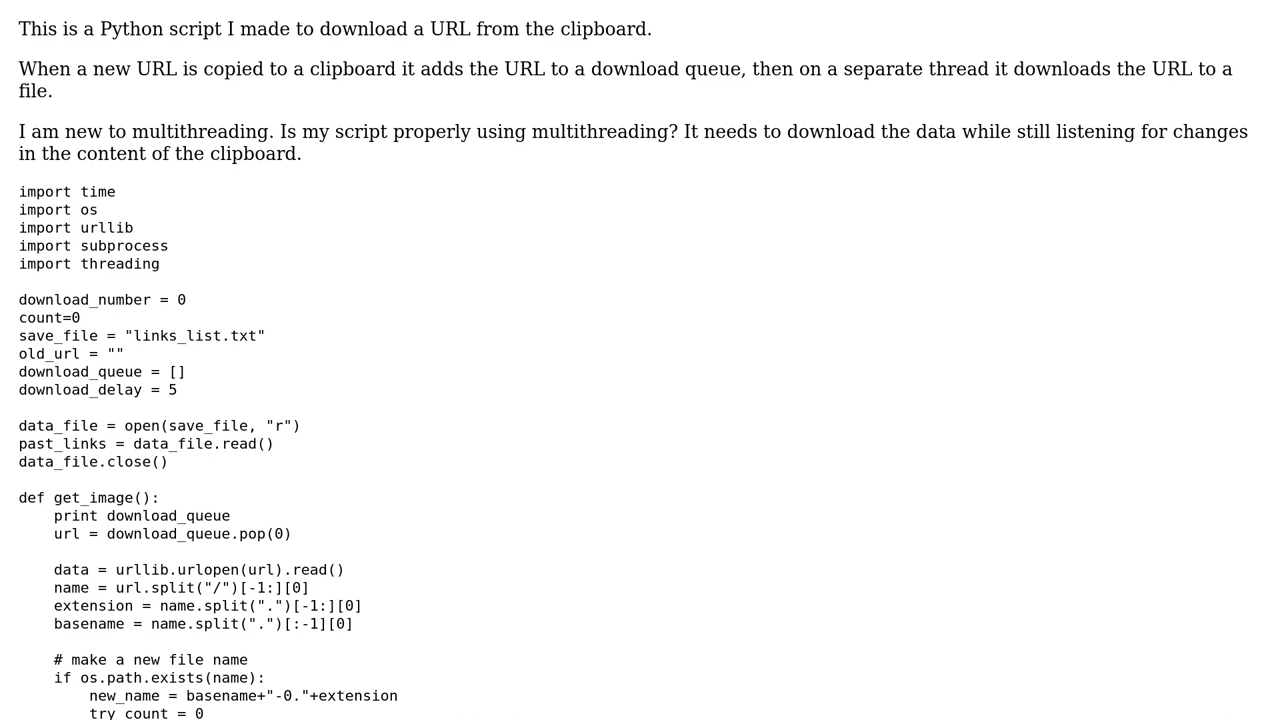 This is a Python script I made to download a URL from the clipboard.
When a new URL is copied to a clipboard it adds the URL to a download queue, then on a separate thread it downloads the URL to a
file.
I am new to multithreading. Is my script properly using multithreading? It needs to download the data while still listening for changes
in the content of the clipboard.
import time
import os
import urllib
import subprocess
import threading
download_number = 0
count=0
save_file = "links_list.txt"
old_url = ""
download_queue = []
download_delay = 5
data_file = open(save_file, "r")
past_links = data_file.read()
data_file.close()
def get_image():
    print download_queue
    url = download_queue.pop(0)
    data = urllib.urlopen(url).read()
    name = url.split("/")[-1:][0]
    extension = name.split(".")[-1:][0]
    basename = name.split(".")[:-1][0]
    # make a new file name
    if os.path.exists(name):
        new_name = basename+"-0."+extension
        try_count = 0